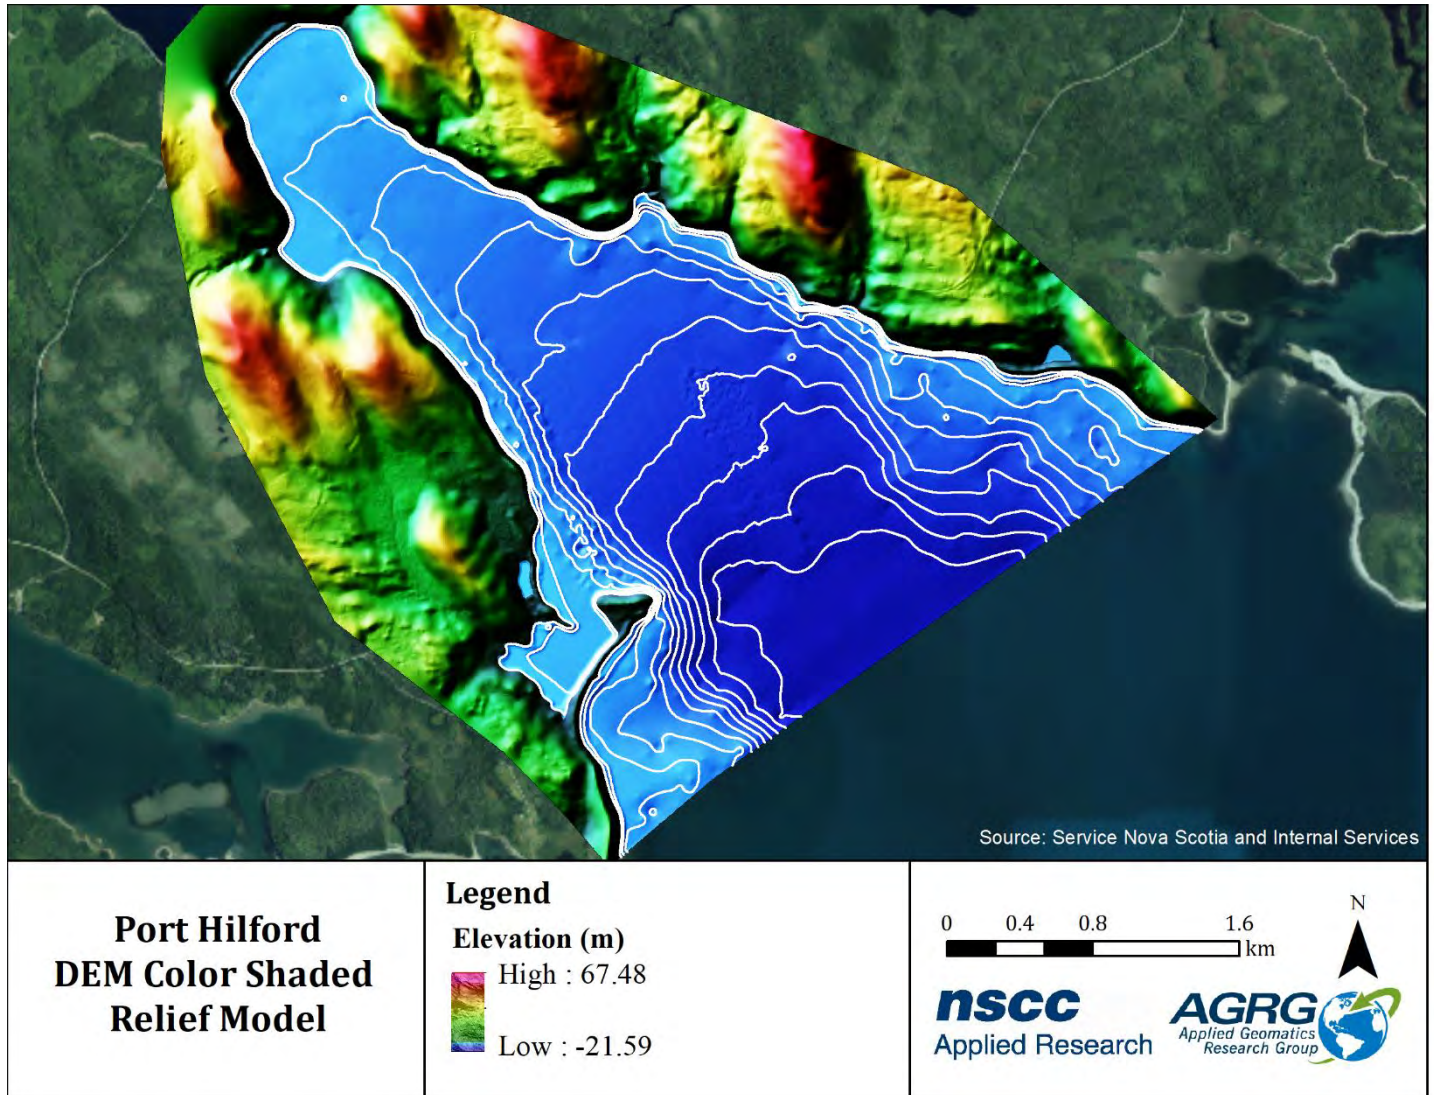 Source: Service Nova Scotia and Internal Services
Port Hilford
DEM Color Shaded
Relief Model
Legend
Elevation (m)
High : 67.48
Low : -21.59
0 0.4 0.8 1.6
km
N
nscc
Applied Research
AGRG
Applied Geomatics
Research Group